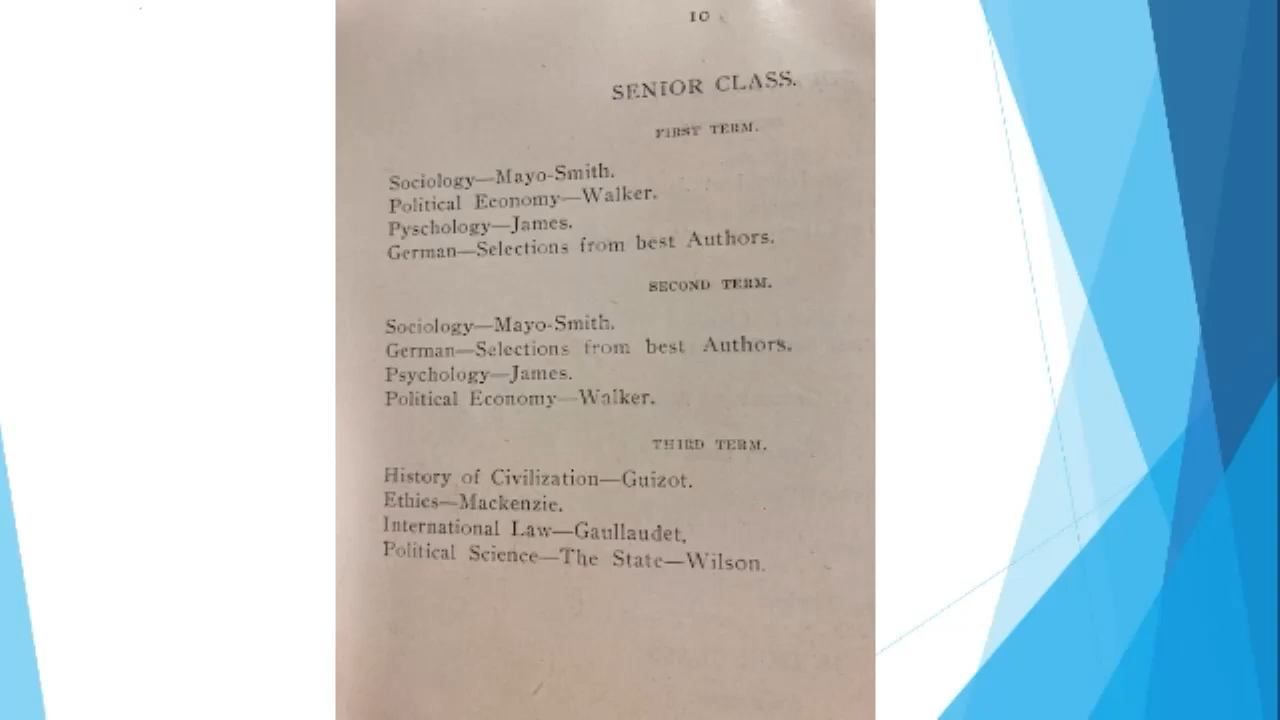 10
SENIOR CLASS.
FIRST TERM.
Sociology—Mayo-Smith.
Political Economy—Walker.
Pyschology—James.
German—Selections from best Authors.
SECOND TERM.
Sociology—Mayo-Smith.
German—Selections from best Authors.
Psychology—James.
Political Economy—Walker.
THIRD TERM.
History of Civilization—Guizot.
Ethics—Mackenzie.
International Law—Gaullaudet,
Political Science—The State—Wilson.